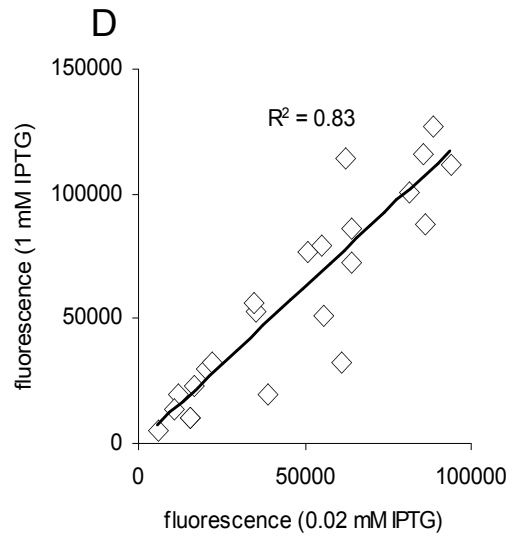 D
150000
R² = 0.83
100000
fluorescence (1 mM IPTG)
50000
0
0 50000 100000
fluorescence (0.02 mM IPTG)